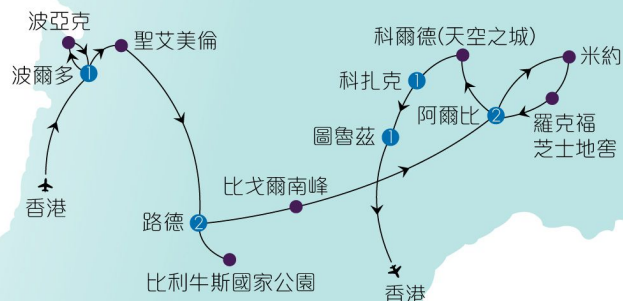 波亞克
聖艾美倫
波爾多
1
香港
路德
2
比利牛斯國家公園
比戈爾南峰
科爾德(天空之城)
科扎克
1
圖魯茲
1
阿爾比
2
米約
羅克福
芝士地窖
香港